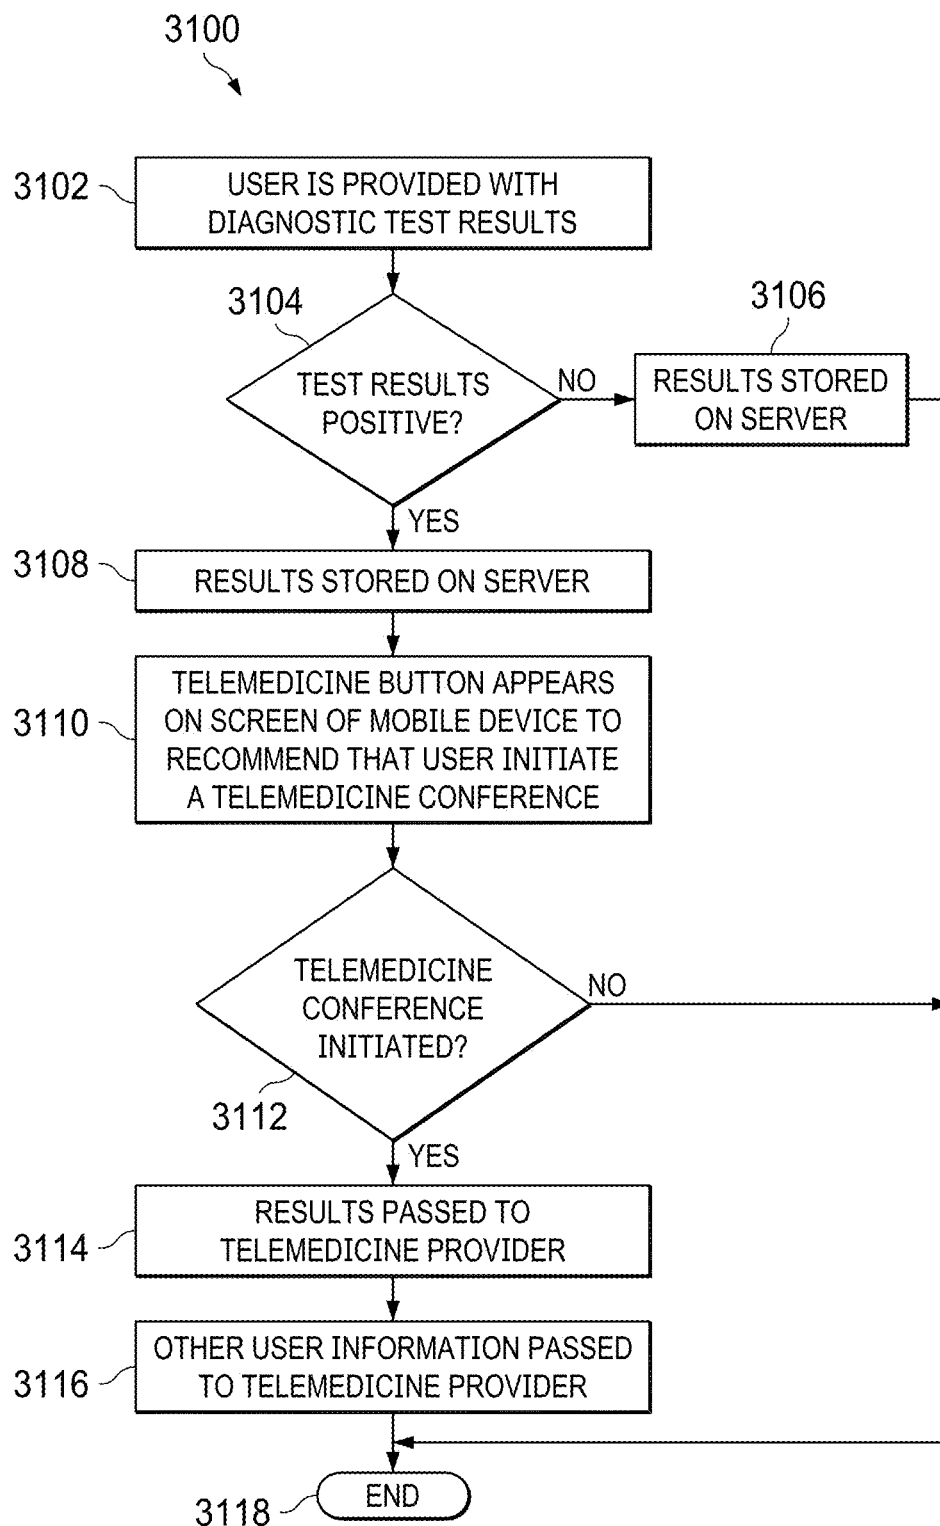 3100
3102
USER IS PROVIDED WITH
DIAGNOSTIC TEST RESULTS
3104
TEST RESULTS
POSITIVE?
NO
3106
RESULTS STORED
ON SERVER
YES
3108
RESULTS STORED ON SERVER
3110
TELEMEDICINE BUTTON APPEARS
ON SCREEN OF MOBILE DEVICE TO
RECOMMEND THAT USER INITIATE
A TELEMEDICINE CONFERENCE
TELEMEDICINE
CONFERENCE
INITIATED?
NO
3112
YES
3114
RESULTS PASSED TO
TELEMEDICINE PROVIDER
3116
OTHER USER INFORMATION PASSED
TO TELEMEDICINE PROVIDER
3118
END